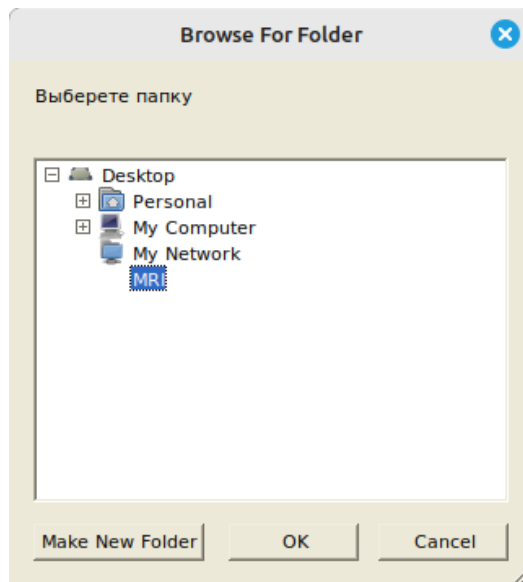 Browse For Folder
Выберете папку
Desktop
Personal
My Computer
My Network
MRI
Make New Folder OK Cancel